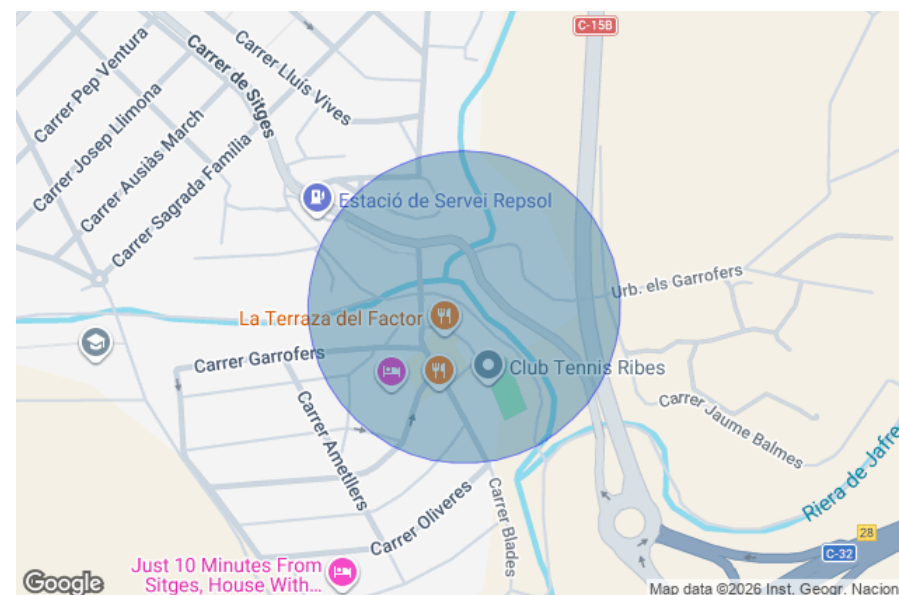 C-15B
Carrer Pep Ventura
Carrer Lluís Vives
Carrer de Sitges
Carrer Josep Llimona
Carrer Ausiàs March
Carrer Sagrada Família
Estació de Servei Repsol
Urb. els Garrofers
La Terraza del Factor
Carrer Garrofers
Club Tennis Ribes
Carrer Ametllers
Carrer Jaume Balmes
Riera de Jafre
Carrer Oliveres
Carrer Blades
28
C-32
Just 10 Minutes From
Sitges, House With...
Google
Map data ©2026 Inst. Geogr. Nacion